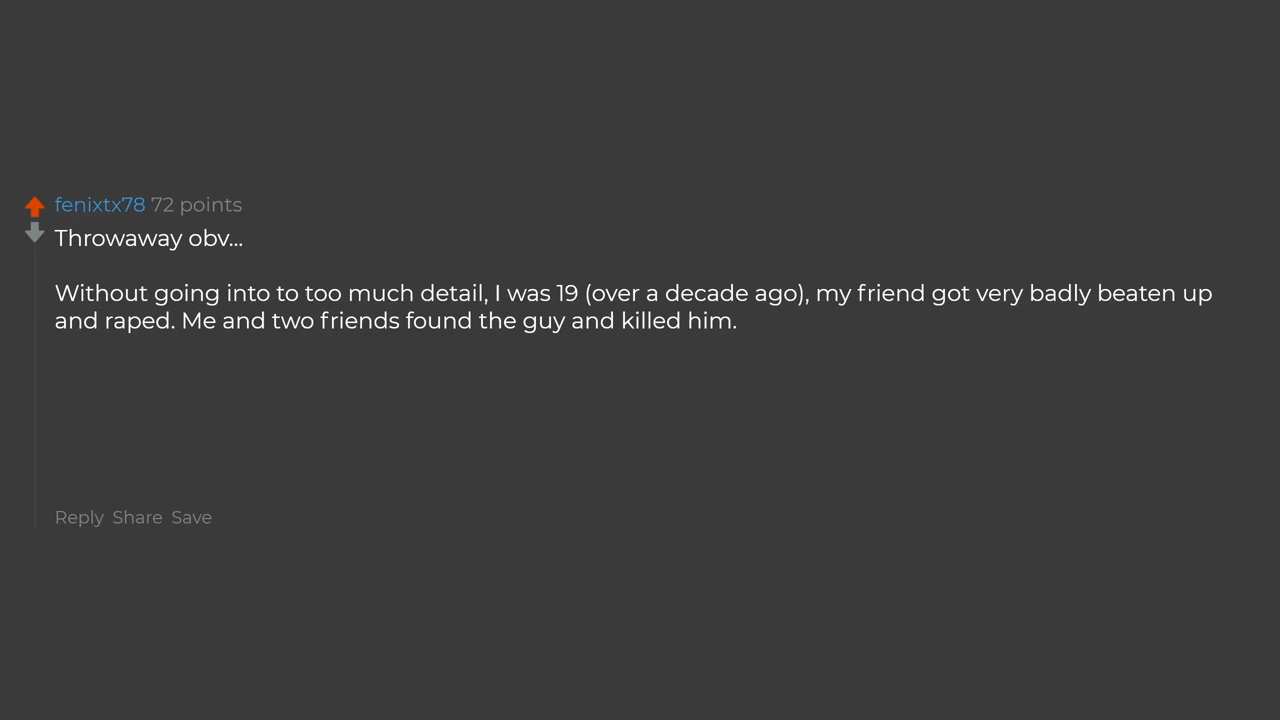 fenixtx78 72 points
Throwaway obv...
Without going into to too much detail, I was 19 (over a decade ago), my friend got very badly beaten up
and raped. Me and two friends found the guy and killed him.
Reply Share Save